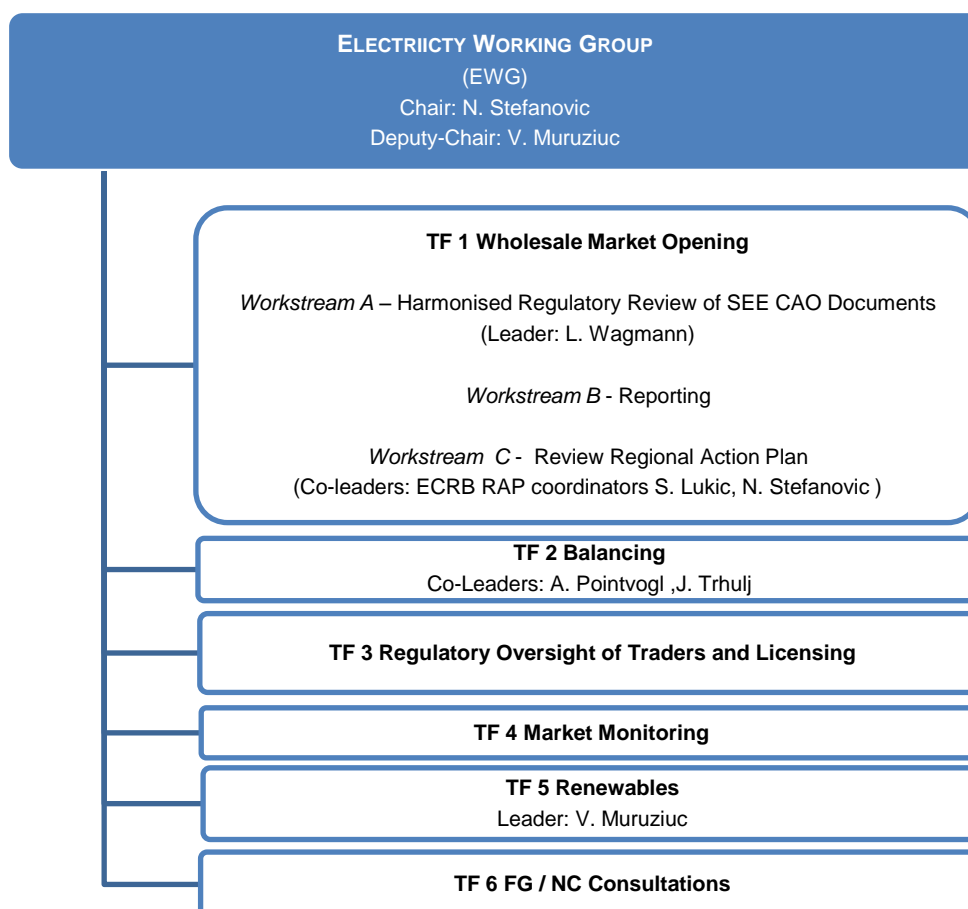 ELECTRIICTY WORKING GROUP
(EWG)
Chair: N. Stefanovic
Deputy-Chair: V. Muruziuc
TF 1 Wholesale Market Opening
Workstream A – Harmonised Regulatory Review of SEE CAO Documents
(Leader: L. Wagmann)
Workstream B - Reporting
Workstream C - Review Regional Action Plan
(Co-leaders: ECRB RAP coordinators S. Lukic, N. Stefanovic )
TF 2 Balancing
Co-Leaders: A. Pointvogl ,J. Trhulj
TF 3 Regulatory Oversight of Traders and Licensing
TF 4 Market Monitoring
TF 5 Renewables
Leader: V. Muruziuc
TF 6 FG / NC Consultations